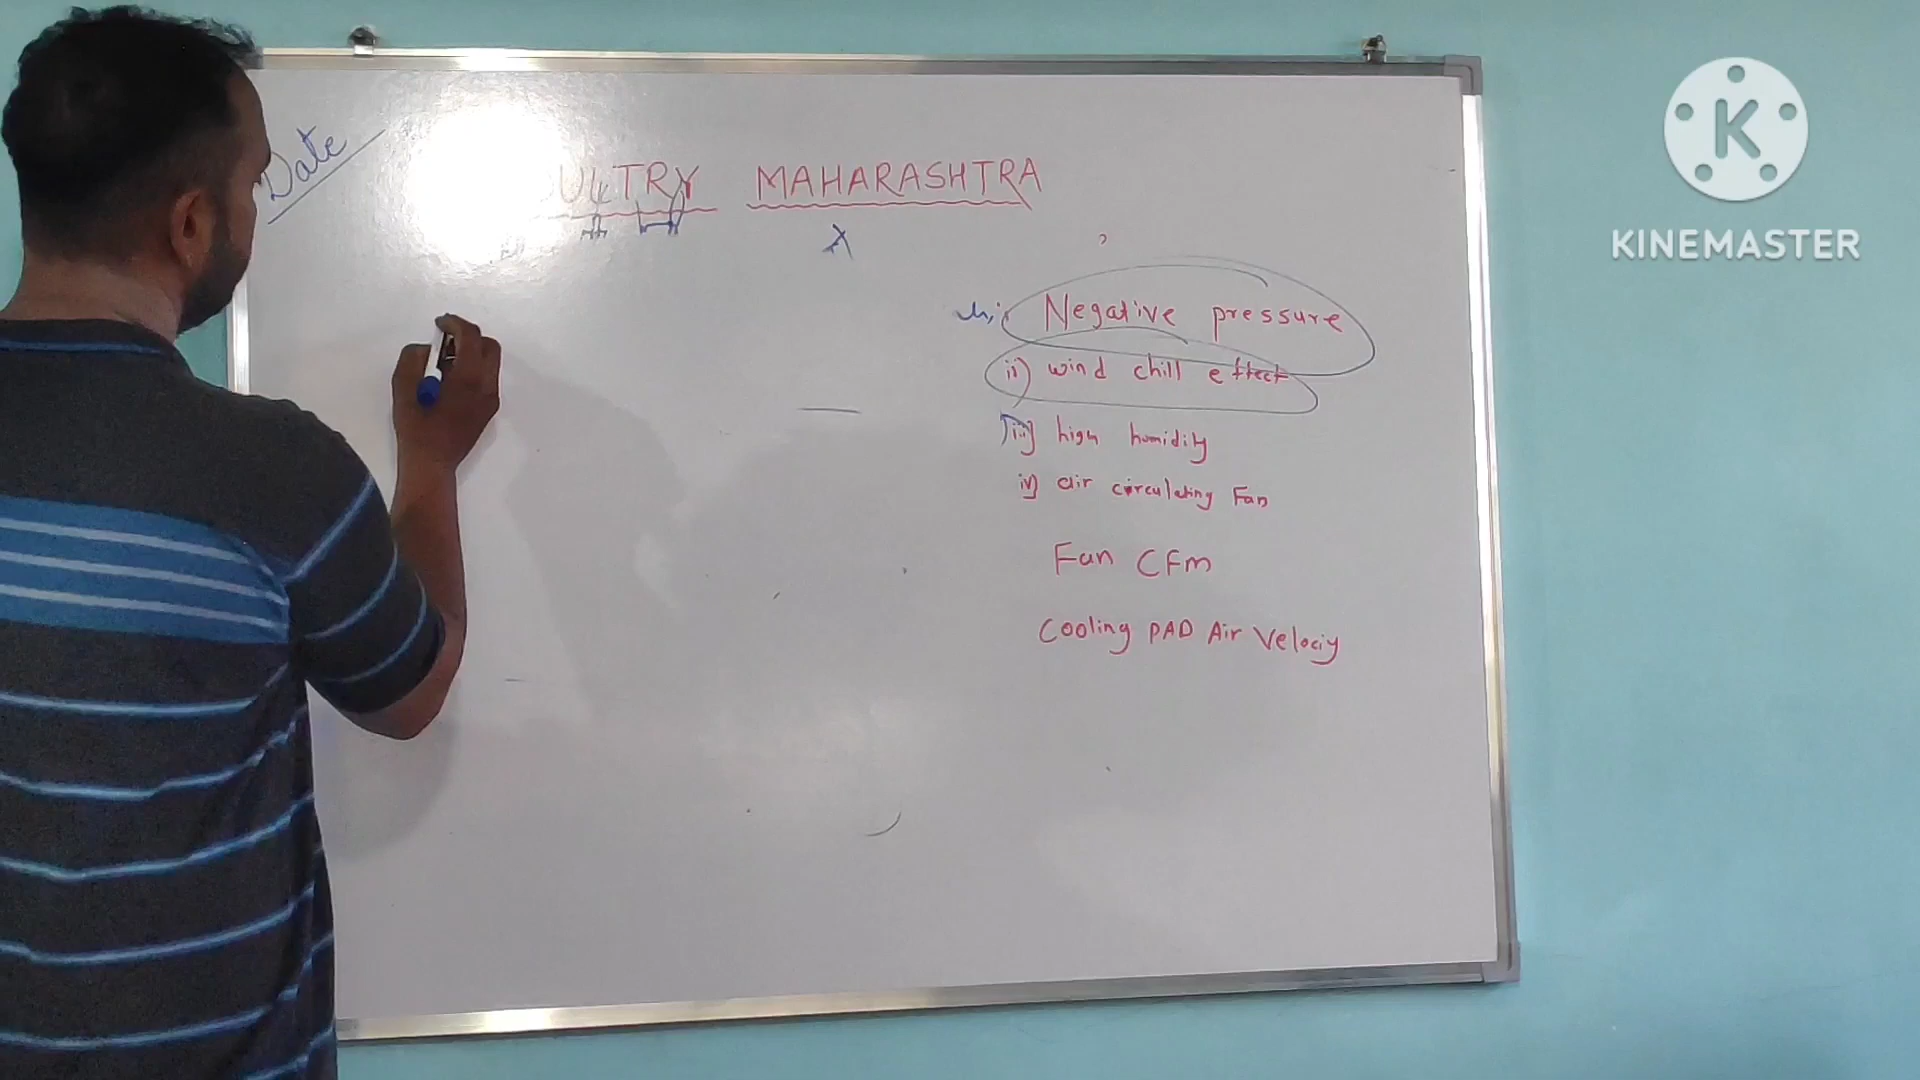 Date
ULTRY MAHARASHTRA
Negative pressure
ii) wind chill effect
iii) high humidity
iv) air circulating Fan
Fan CFM
Cooling PAD Air Velociy
K
KINEMASTER